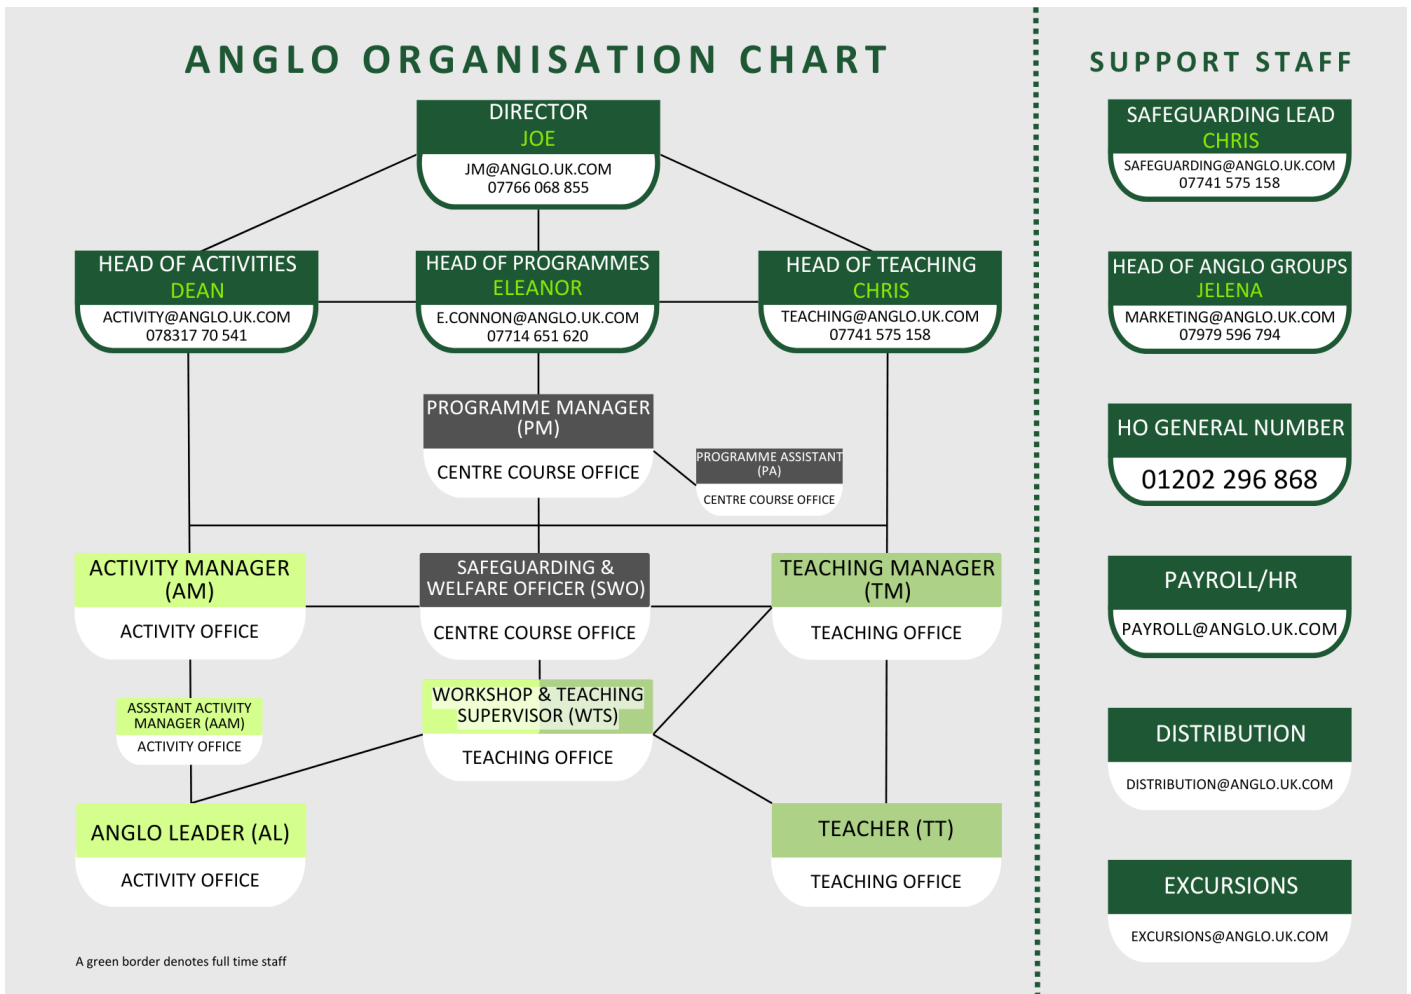 ANGLO ORGANISATION CHART
DIRECTOR
JOE
JM@ANGLO.UK.COM
07766 068 855
HEAD OF ACTIVITIES
DEAN
ACTIVITY@ANGLO.UK.COM
078317 70 541
HEAD OF PROGRAMMES
ELEANOR
E.CONNON@ANGLO.UK.COM
07714 651 620
HEAD OF TEACHING
CHRIS
TEACHING@ANGLO.UK.COM
07741 575 158
PROGRAMME MANAGER
(PM)
CENTRE COURSE OFFICE
PROGRAMME ASSISTANT
(PA)
CENTRE COURSE OFFICE
ACTIVITY MANAGER
(AM)
ACTIVITY OFFICE
SAFEGUARDING &
WELFARE OFFICER (SWO)
CENTRE COURSE OFFICE
TEACHING MANAGER
(TM)
TEACHING OFFICE
ASSSTANT ACTIVITY
MANAGER (AAM)
ACTIVITY OFFICE
WORKSHOP & TEACHING
SUPERVISOR (WTS)
TEACHING OFFICE
ANGLO LEADER (AL)
ACTIVITY OFFICE
TEACHER (TT)
TEACHING OFFICE
A green border denotes full time staff
SUPPORT STAFF
SAFEGUARDING LEAD
CHRIS
SAFEGUARDING@ANGLO.UK.COM
07741 575 158
HEAD OF ANGLO GROUPS
JELENA
MARKETING@ANGLO.UK.COM
07979 596 794
HO GENERAL NUMBER
01202 296 868
PAYROLL/HR
PAYROLL@ANGLO.UK.COM
DISTRIBUTION
DISTRIBUTION@ANGLO.UK.COM
EXCURSIONS
EXCURSIONS@ANGLO.UK.COM